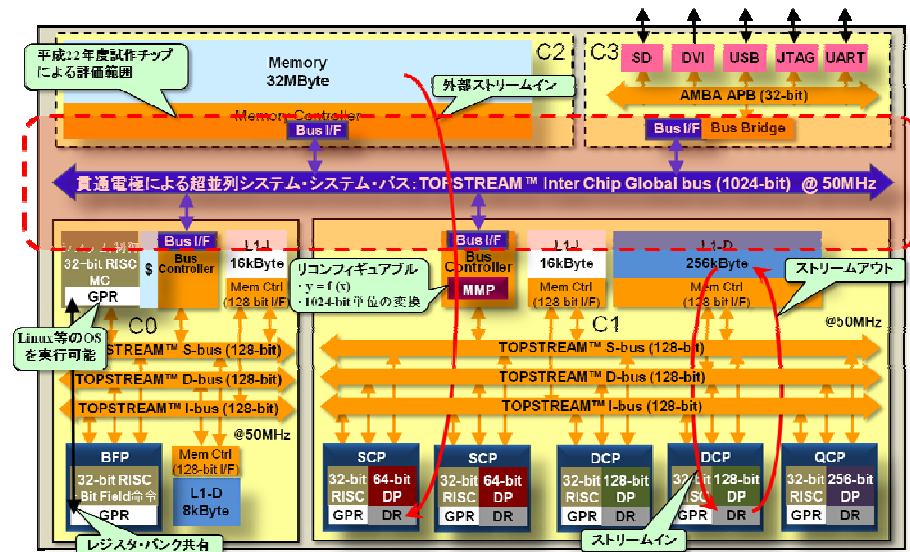 平成22年度試作チップ
による評価範囲
Memory
32MByte
C2
Memory Controller
Bus I/F
外部ストリームイン
C3
SD
DVI
USB
JTAG
UART
AMBA APB (32-bit)
Bus I/F
Bus Bridge
貫通電極による超並列システム・システム・バス：TOPSTREAM™ Inter Chip Global bus (1024-bit) @ 50MHz
32-bit RISC
MC
GPR
$
Bus I/F
Bus
Controller
L1-I
16kByte
Mem Ctrl
(128-bit I/F)
C0
Linux等のOS
を実行可能
TOPSTREAM™ S-bus (128-bit)
TOPSTREAM™ D-bus (128-bit)
TOPSTREAM™ I-bus (128-bit)
@50MHz
BFP
32-bit RISC
Bit Field命令
GPR
Mem Ctrl
(128-bit I/F)
L1-D
8kByte
レジスタ・バンク共有
リコンフィギュアブル
・y = f (x)
・1024-bit 単位の変換
Bus I/F
Bus
Controller
MMP
L1-I
16kByte
Mem Ctrl
(128-bit I/F)
L1-D
256kByte
Mem Ctrl
(128-bit I/F)
ストリームアウト
C1
@50MHz
TOPSTREAM™ S-bus (128-bit)
TOPSTREAM™ D-bus (128-bit)
TOPSTREAM™ I-bus (128-bit)
SCP
32-bit
RISC
GPR
64-bit
DP
DR
SCP
32-bit
RISC
GPR
64-bit
DP
DR
DCP
32-bit
RISC
GPR
128-bit
DP
DR
DCP
32-bit
RISC
GPR
128-bit
DP
DR
QCP
32-bit
RISC
GPR
256-bit
DP
DR
ストリームイン